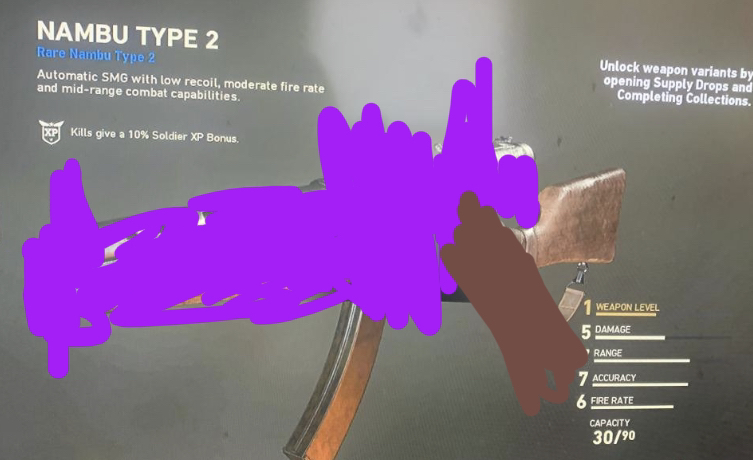 NAMBU TYPE 2
Rare Nambu Type 2
Automatic SMG with low recoil, moderate fire rate
and mid-range combat capabilities.
XP
Kills give a 10% Soldier XP Bonus.
Unlock weapon variants by
opening Supply Drops and
Completing Collections.
1 WEAPON LEVEL
5 DAMAGE
RANGE
7 ACCURACY
6 FIRE RATE
CAPACITY
30/90